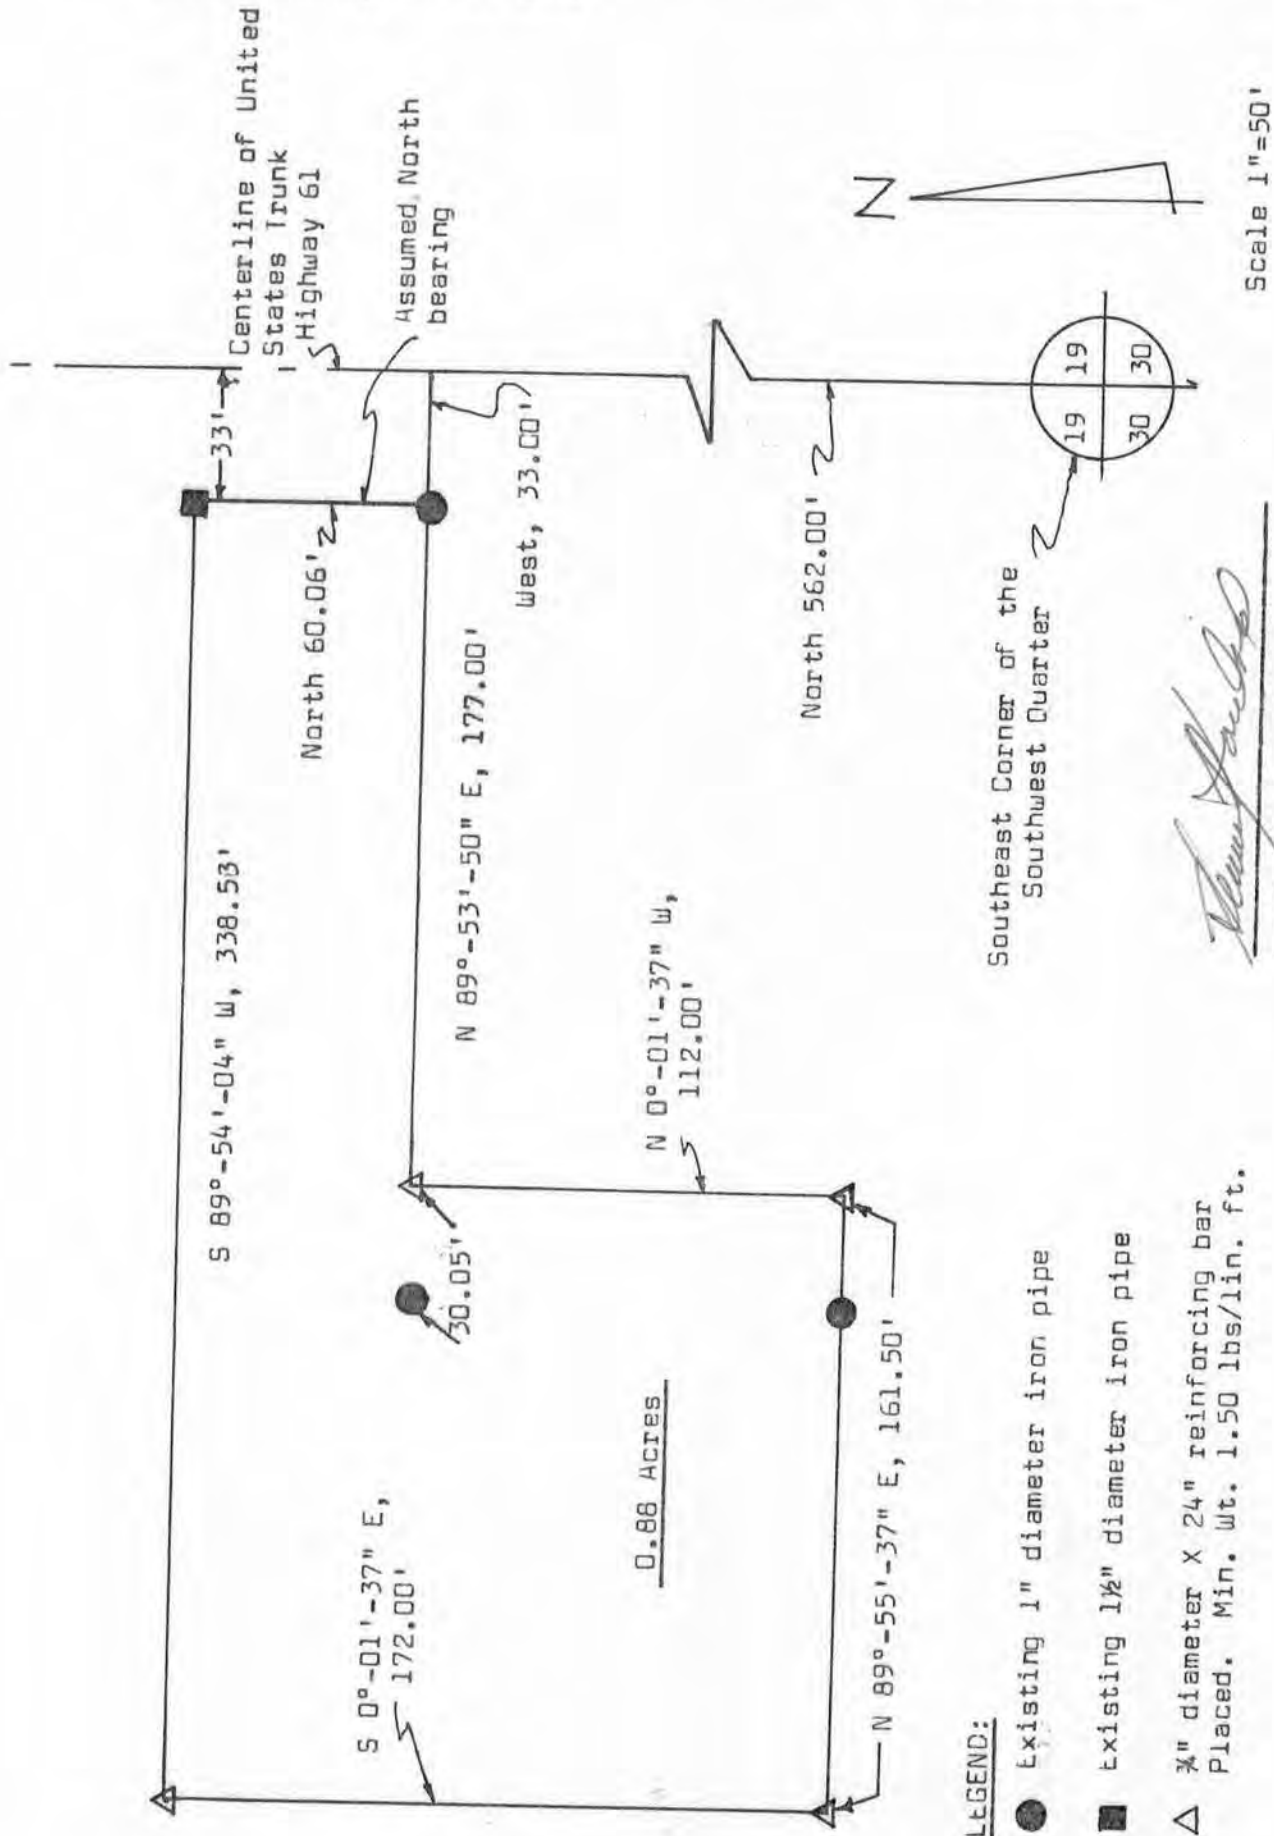 Centerline of United
States Trunk
Highway 61
33'
Assumed North
bearing
S 89°-54'-04" W, 338.53'
North 60.06'
West, 33.00'
N 89°-53'-50" E, 177.00'
S 0°-01'-37" E,
172.00'
30.05'
N 0°-01'-37" W,
112.00'
0.88 Acres
N 89°-55'-37" E, 161.50'
North 562.00'
N
Southeast Corner of the
Southwest Quarter
19 19
30 30
Scale 1"=50'
LEGEND:
Existing 1" diameter iron pipe
Existing 1½" diameter iron pipe
¾" diameter X 24" reinforcing bar
Placed. Min. Wt. 1.50 lbs/lin. ft.